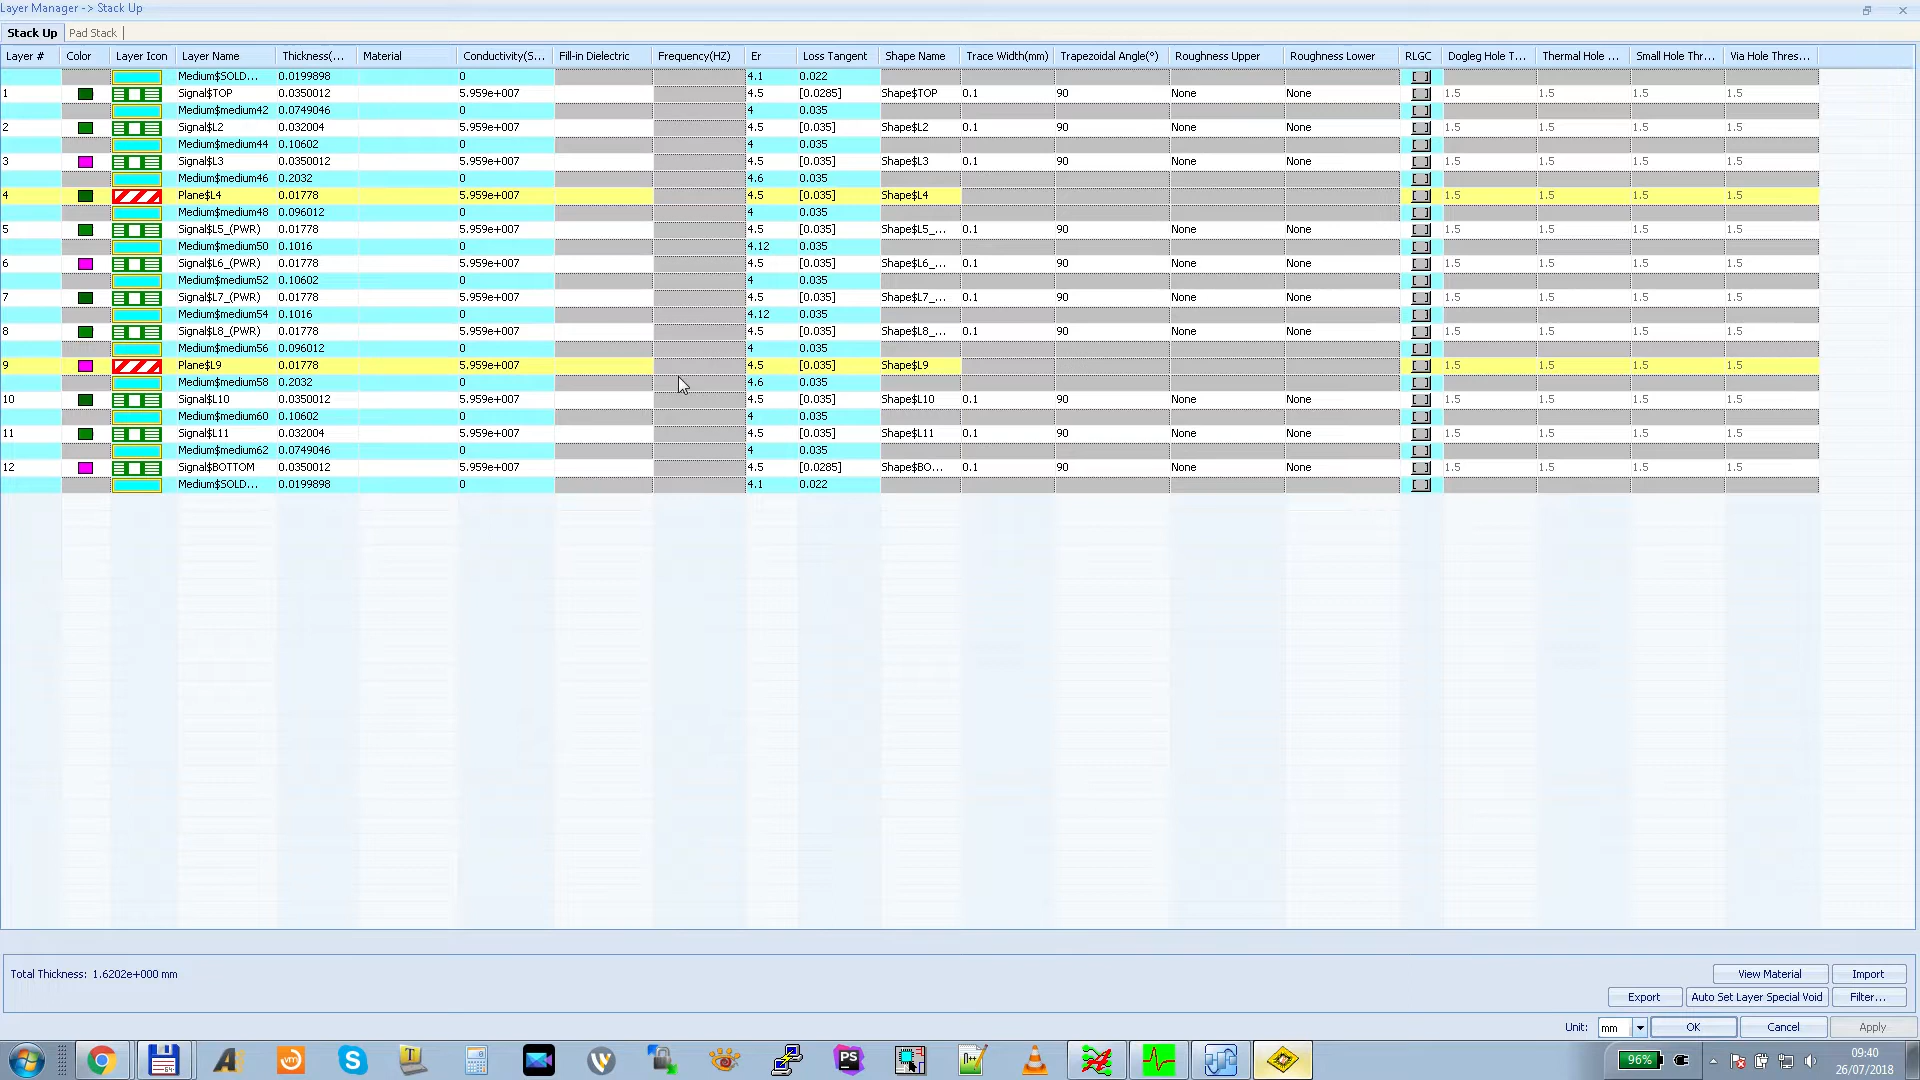 Layer Manager -> Stack Up
Stack Up Pad Stack
Layer # Color Layer Icon Layer Name Thickness(... Material Conductivity(S... Fill-in Dielectric Frequency(HZ) Er Loss Tangent Shape Name Trace Width(mm) Trapezoidal Angle(°) Roughness Upper Roughness Lower RLGC Dogleg Hole T... Thermal Hole ... Small Hole Thr... Via Hole Thres...
Medium$SOLD... 0.0199898 0 4.1 0.022 [ ]
1 Signal$TOP 0.0350012 5.959e+007 4.5 [0.0285] Shape$TOP 0.1 90 None None [ ] 1.5 1.5 1.5 1.5
Medium$medium42 0.0749046 0 4 0.035 [ ]
2 Signal$L2 0.032004 5.959e+007 4.5 [0.035] Shape$L2 0.1 90 None None [ ] 1.5 1.5 1.5 1.5
Medium$medium44 0.10602 0 4 0.035 [ ]
3 Signal$L3 0.0350012 5.959e+007 4.5 [0.035] Shape$L3 0.1 90 None None [ ] 1.5 1.5 1.5 1.5
Medium$medium46 0.2032 0 4.6 0.035 [ ]
4 Plane$L4 0.01778 5.959e+007 4.5 [0.035] Shape$L4 [ ] 1.5 1.5 1.5 1.5
Medium$medium48 0.096012 0 4 0.035 [ ]
5 Signal$L5_(PWR) 0.01778 5.959e+007 4.5 [0.035] Shape$L5_... 0.1 90 None None [ ] 1.5 1.5 1.5 1.5
Medium$medium50 0.1016 0 4.12 0.035 [ ]
6 Signal$L6_(PWR) 0.01778 5.959e+007 4.5 [0.035] Shape$L6_... 0.1 90 None None [ ] 1.5 1.5 1.5 1.5
Medium$medium52 0.10602 0 4 0.035 [ ]
7 Signal$L7_(PWR) 0.01778 5.959e+007 4.5 [0.035] Shape$L7_... 0.1 90 None None [ ] 1.5 1.5 1.5 1.5
Medium$medium54 0.1016 0 4.12 0.035 [ ]
8 Signal$L8_(PWR) 0.01778 5.959e+007 4.5 [0.035] Shape$L8_... 0.1 90 None None [ ] 1.5 1.5 1.5 1.5
Medium$medium56 0.096012 0 4 0.035 [ ]
9 Plane$L9 0.01778 5.959e+007 4.5 [0.035] Shape$L9 [ ] 1.5 1.5 1.5 1.5
Medium$medium58 0.2032 0 4.6 0.035 [ ]
10 Signal$L10 0.0350012 5.959e+007 4.5 [0.035] Shape$L10 0.1 90 None None [ ] 1.5 1.5 1.5 1.5
Medium$medium60 0.10602 0 4 0.035 [ ]
11 Signal$L11 0.032004 5.959e+007 4.5 [0.035] Shape$L11 0.1 90 None None [ ] 1.5 1.5 1.5 1.5
Medium$medium62 0.0749046 0 4 0.035 [ ]
12 Signal$BOTTOM 0.0350012 5.959e+007 4.5 [0.0285] Shape$BO... 0.1 90 None None [ ] 1.5 1.5 1.5 1.5
Medium$SOLD... 0.0199898 0 4.1 0.022 [ ]
Total Thickness: 1.6202e+000 mm
View Material Import
Export Auto Set Layer Special Void Filter...
Unit: mm OK Cancel Apply
96% 09:40
26/07/2018